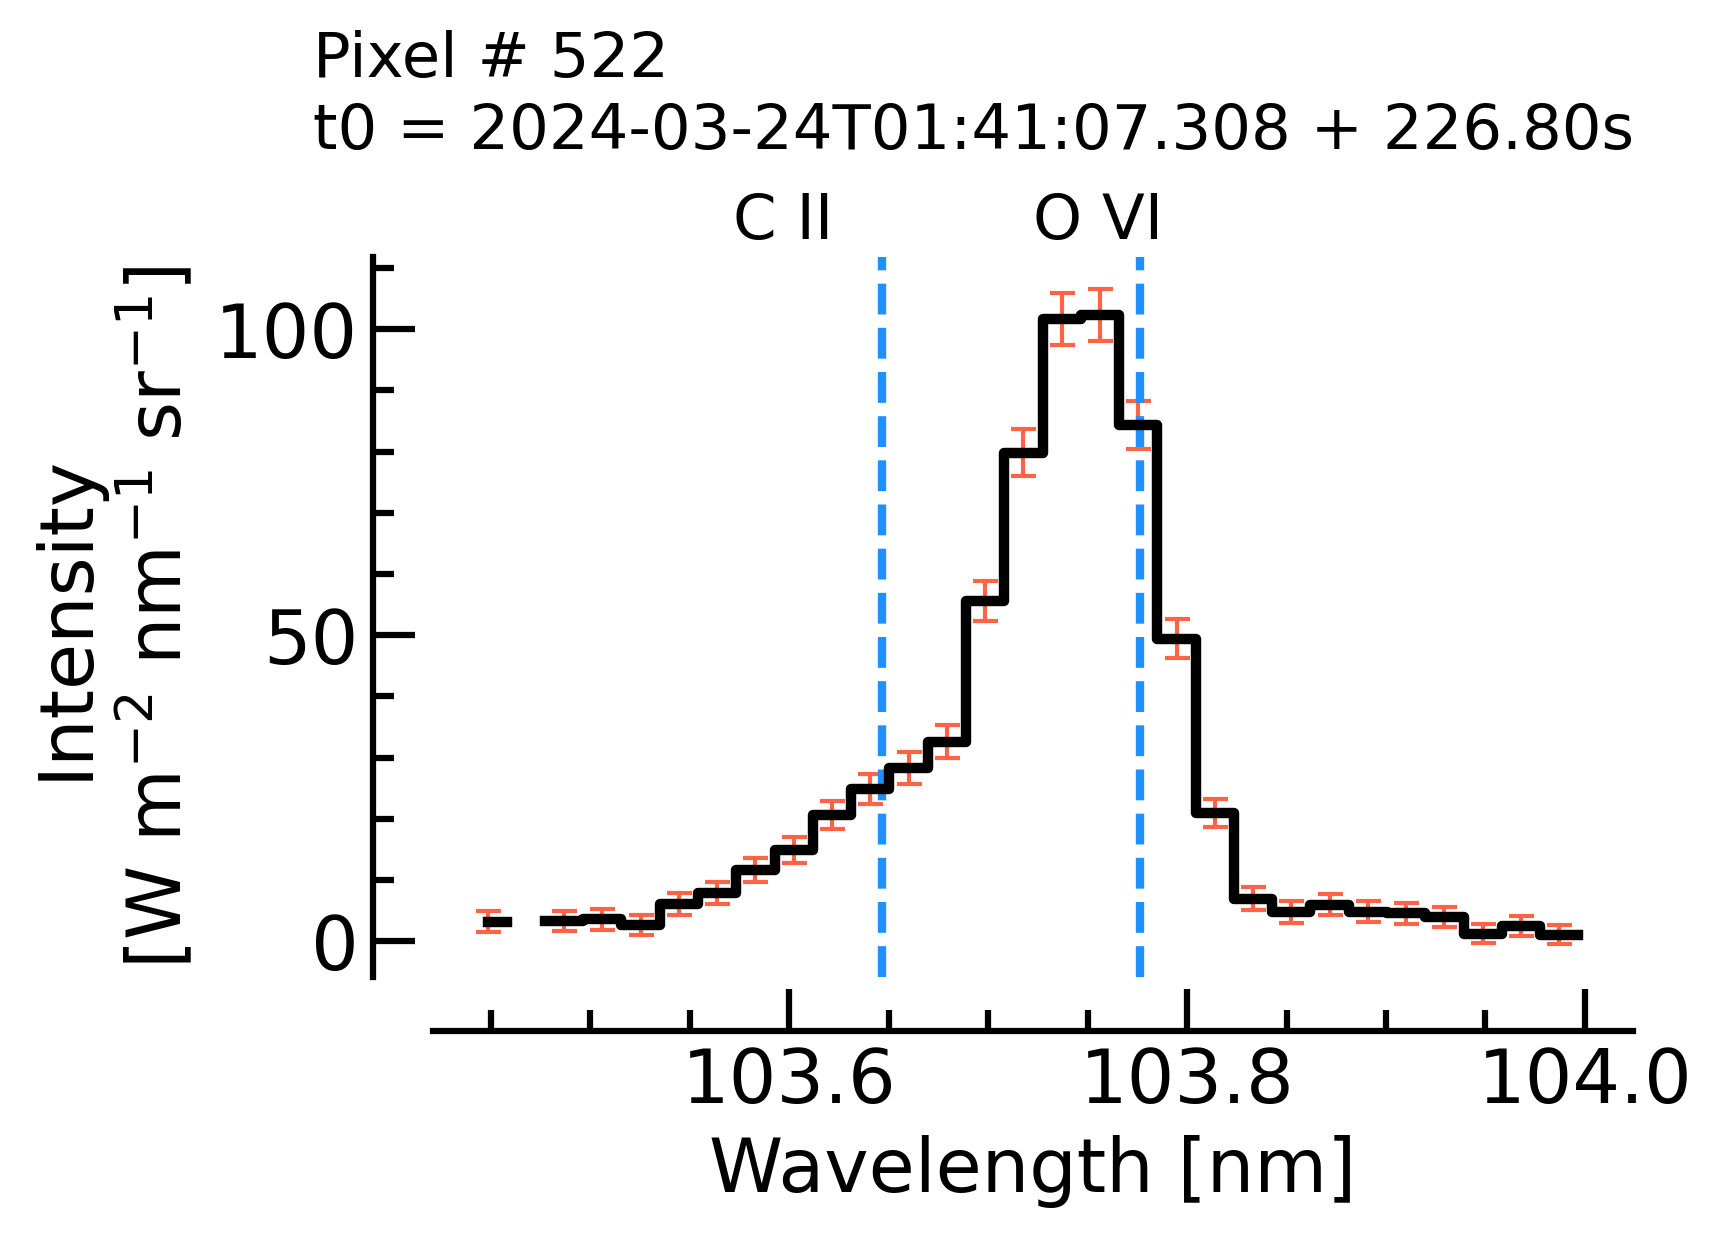 Pixel # 522
t0 = 2024-03-24T01:41:07.308 + 226.80s
C II
O VI
Intensity
[W m⁻² nm⁻¹ sr⁻¹]
100
50
0
103.6
103.8
104.0
Wavelength [nm]